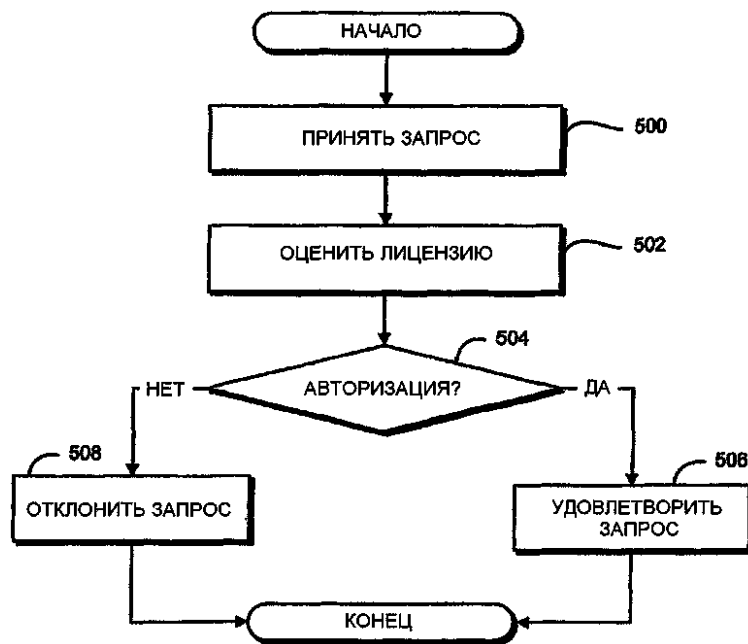 НАЧАЛО
ПРИНЯТЬ ЗАПРОС
500
ОЦЕНИТЬ ЛИЦЕНЗИЮ
502
504
АВТОРИЗАЦИЯ?
НЕТ
ДА
508
ОТКЛОНИТЬ ЗАПРОС
506
УДОВЛЕТВОРИТЬ
ЗАПРОС
КОНЕЦ